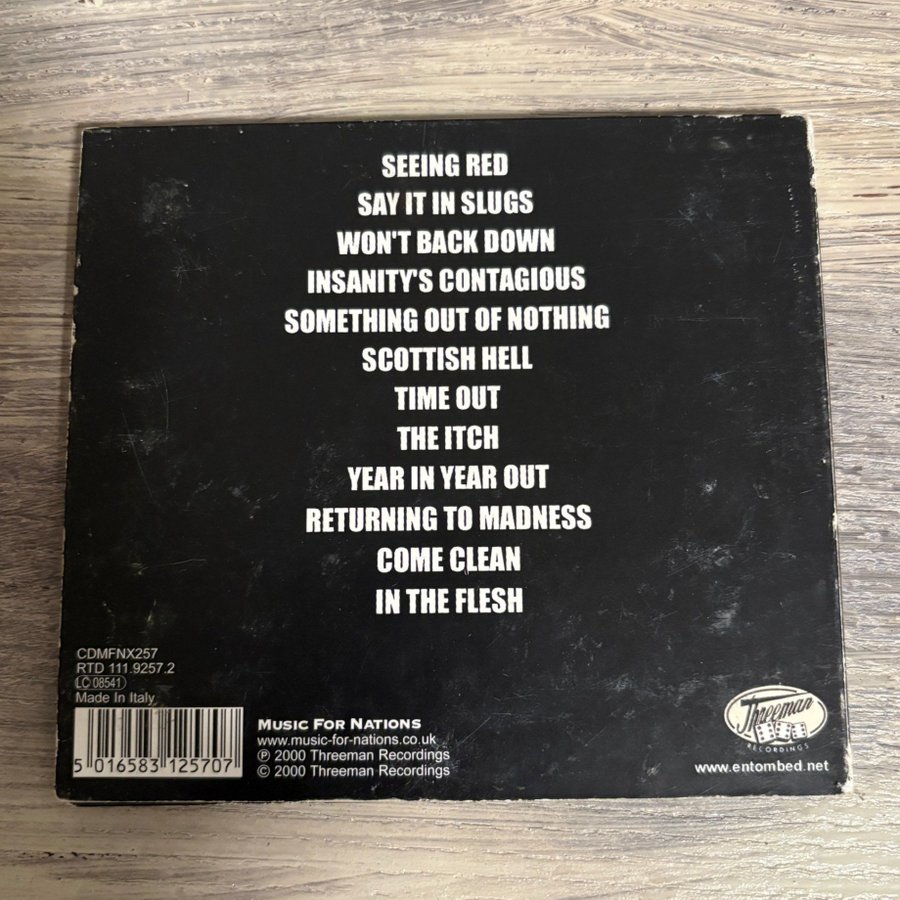 SEEING RED
SAY IT IN SLUGS
WON'T BACK DOWN
INSANITY'S CONTAGIOUS
SOMETHING OUT OF NOTHING
SCOTTISH HELL
TIME OUT
THE ITCH
YEAR IN YEAR OUT
RETURNING TO MADNESS
COME CLEAN
IN THE FLESH
CDMFNX257
RTD 111.9257.2
LC 08541
Made In Italy
5 016583 125707
MUSIC FOR NATIONS
www.music-for-nations.co.uk
℗ 2000 Threeman Recordings
© 2000 Threeman Recordings
Threeman
RECORDINGS
www.entombed.net